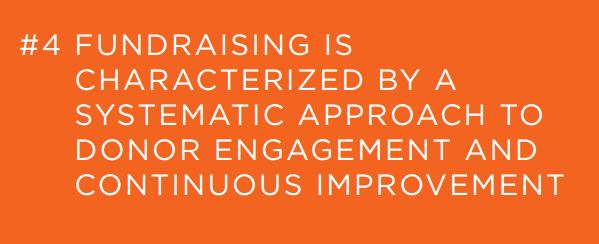 #4 FUNDRAISING IS
CHARACTERIZED BY A
SYSTEMATIC APPROACH TO
DONOR ENGAGEMENT AND
CONTINUOUS IMPROVEMENT